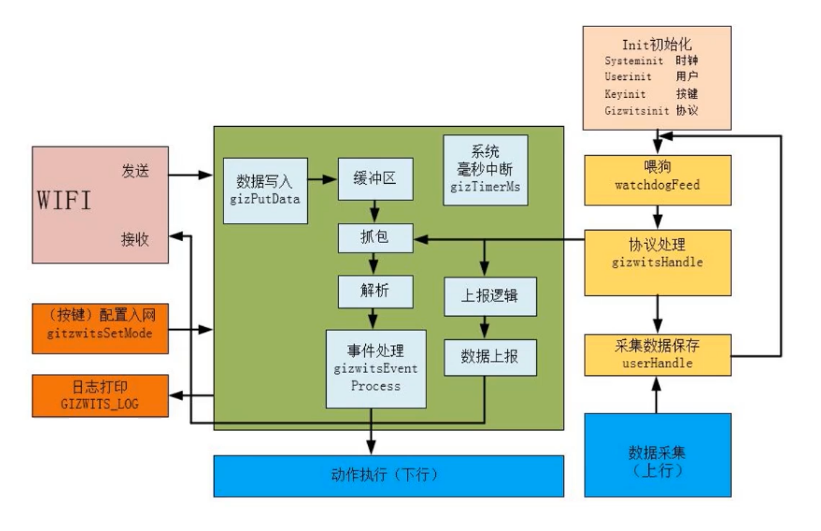 Init初始化
Systeminit 时钟
Userinit 用户
Keyinit 按键
Gizwitsinit 协议
发送
WIFI
接收
数据写入
gizPutData
缓冲区
系统
毫秒中断
gizTimerMs
喂狗
watchdogFeed
抓包
协议处理
gizwitsHandle
解析
上报逻辑
(按键)配置入网
gitzwitsSetMode
事件处理
gizwitsEvent
Process
数据上报
采集数据保存
userHandle
日志打印
GIZWITS_LOG
动作执行(下行)
数据采集
(上行)